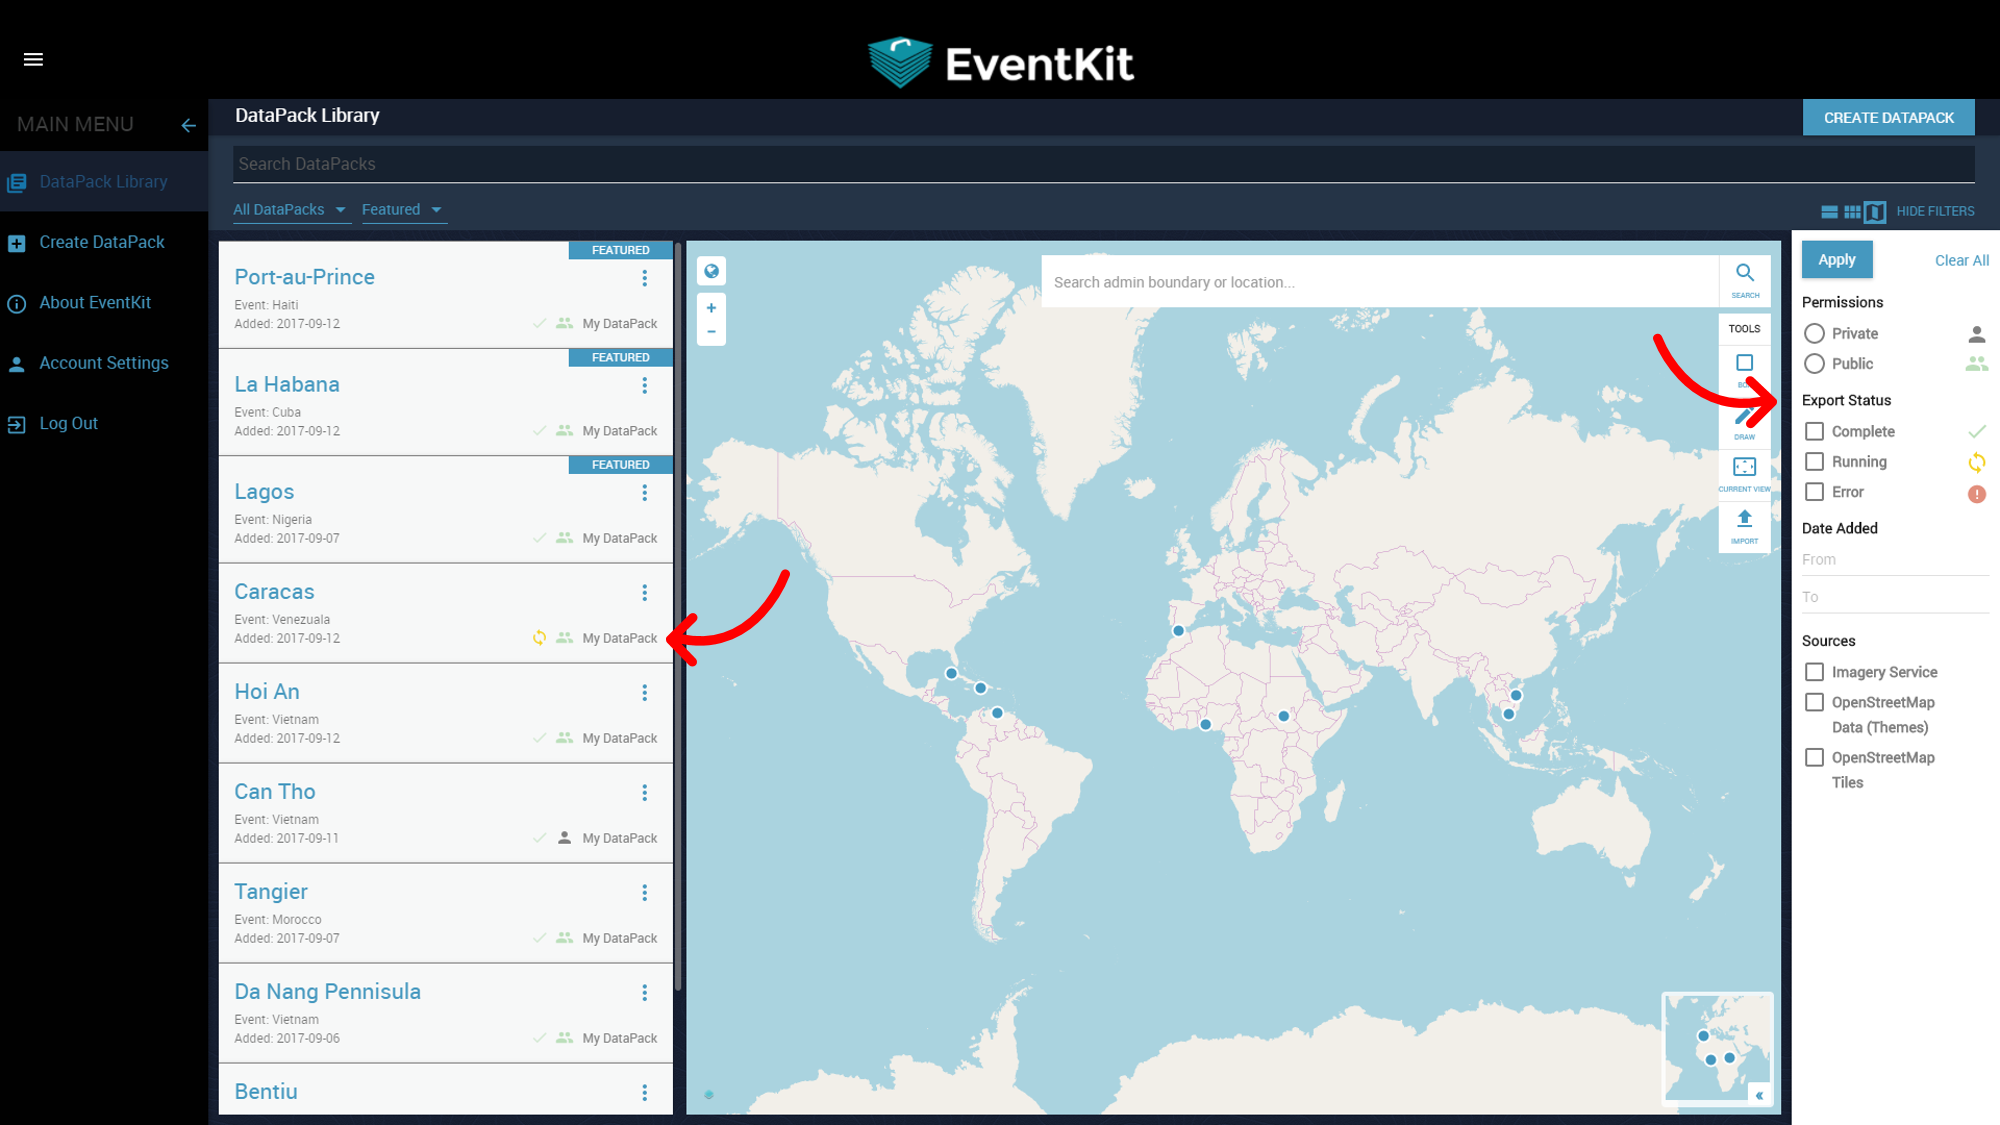 EventKit
MAIN MENU
DataPack Library
Create DataPack
About EventKit
Account Settings
Log Out
DataPack Library
CREATE DATAPACK
Search DataPacks
All DataPacks
Featured
HIDE FILTERS
FEATURED
Port-au-Prince
Event: Haiti
Added: 2017-09-12
My DataPack
FEATURED
La Habana
Event: Cuba
Added: 2017-09-12
My DataPack
FEATURED
Lagos
Event: Nigeria
Added: 2017-09-07
My DataPack
Caracas
Event: Venezuala
Added: 2017-09-12
My DataPack
Hoi An
Event: Vietnam
Added: 2017-09-12
My DataPack
Can Tho
Event: Vietnam
Added: 2017-09-11
My DataPack
Tangier
Event: Morocco
Added: 2017-09-07
My DataPack
Da Nang Pennisula
Event: Vietnam
Added: 2017-09-06
My DataPack
Bentiu
+
−
Search admin boundary or location...
SEARCH
TOOLS
DRAW
CURRENT VIEW
IMPORT
«
Apply
Clear All
Permissions
Private
Public
Export Status
Complete
Running
Error
Date Added
From
To
Sources
Imagery Service
OpenStreetMap
Data (Themes)
OpenStreetMap
Tiles